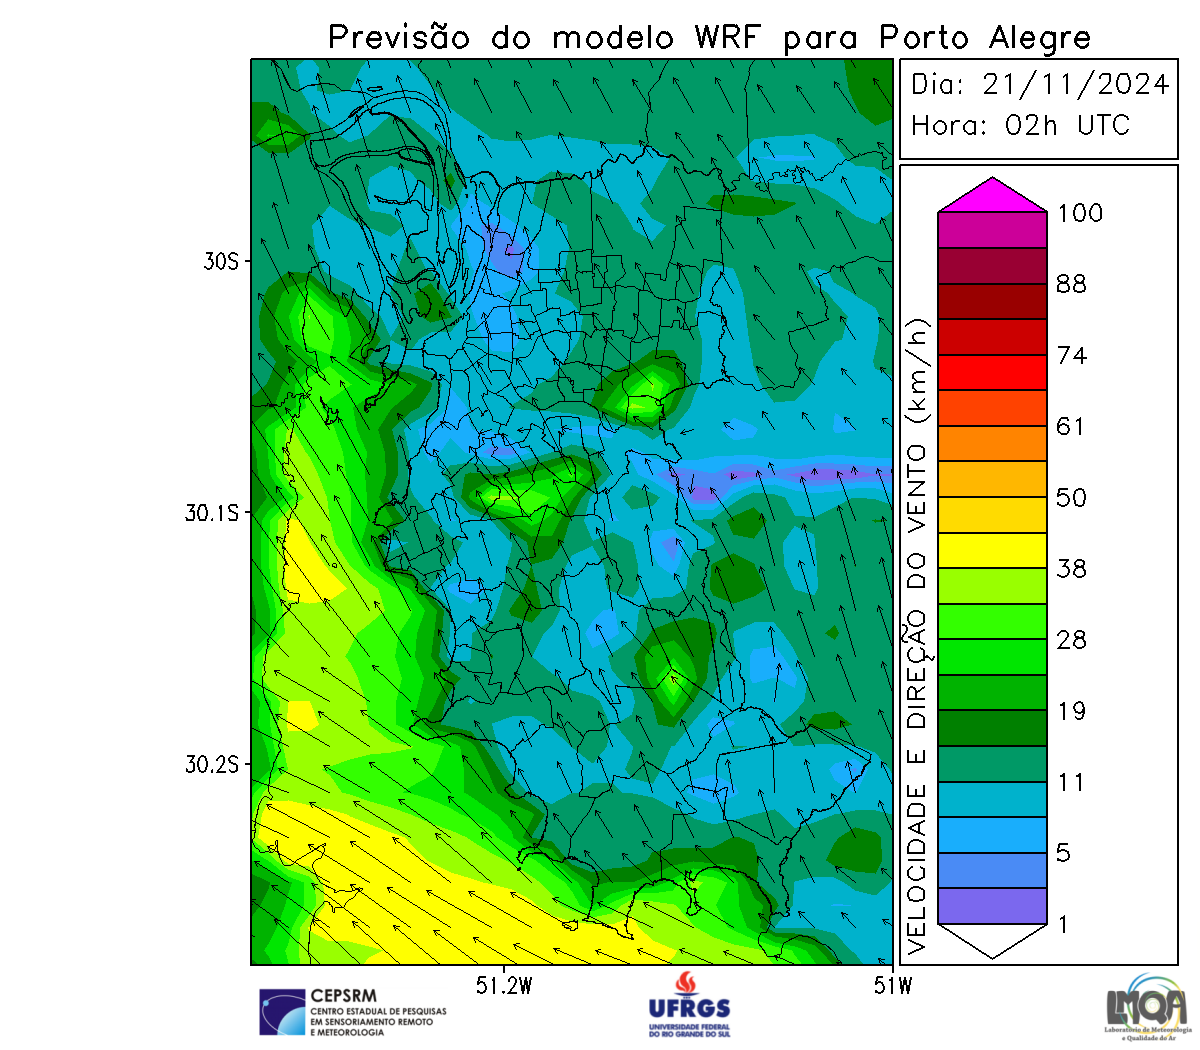 Previsão do modelo WRF para Porto Alegre
Dia: 21/11/2024
Hora: 02h UTC
30S
30.1S
30.2S
51.2W
51W
VELOCIDADE E DIREÇÃO DO VENTO (km/h)
100
88
74
61
50
38
28
19
11
5
1
CEPSRM
CENTRO ESTADUAL DE PESQUISAS
EM SENSORIAMENTO REMOTO
E METEOROLOGIA
UFRGS
UNIVERSIDADE FEDERAL
DO RIO GRANDE DO SUL
LMQA
Laboratório de Meteorologia
e Qualidade do Ar